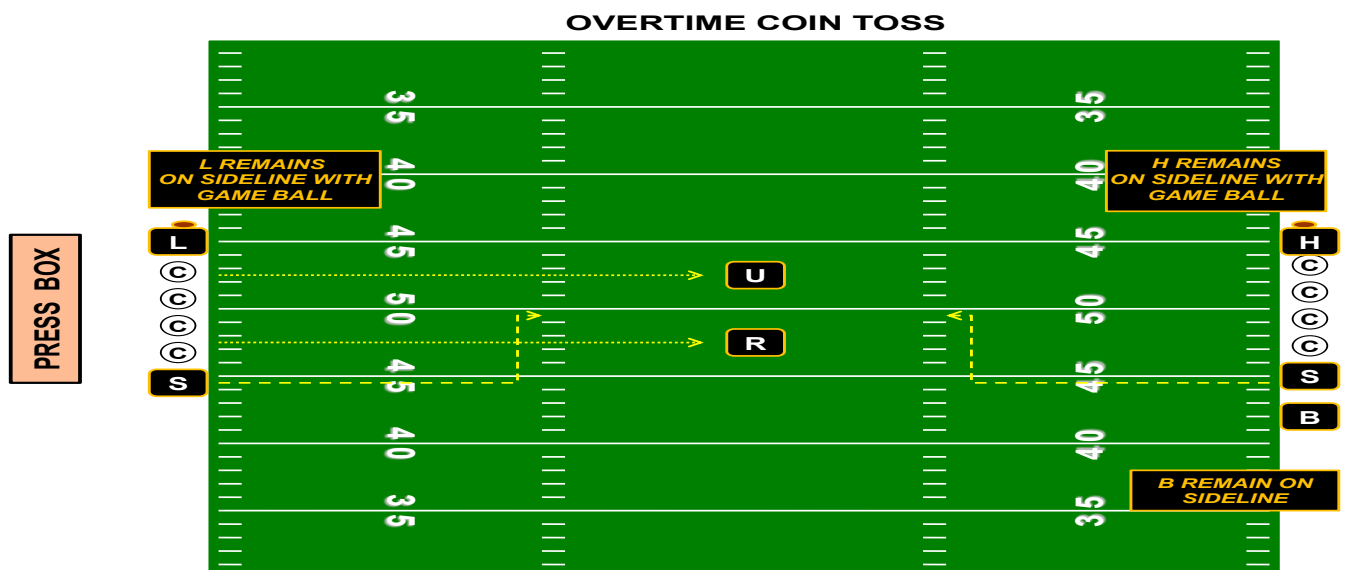 OVERTIME COIN TOSS
35 35
L REMAINS
ON SIDELINE WITH
GAME BALL
H REMAINS
ON SIDELINE WITH
GAME BALL
40 40
PRESS BOX
L 45 45 H
C C
U
C C
50 50
C C
R
C C
S 45 45 S
B
40 40
B REMAIN ON
SIDELINE
35 35